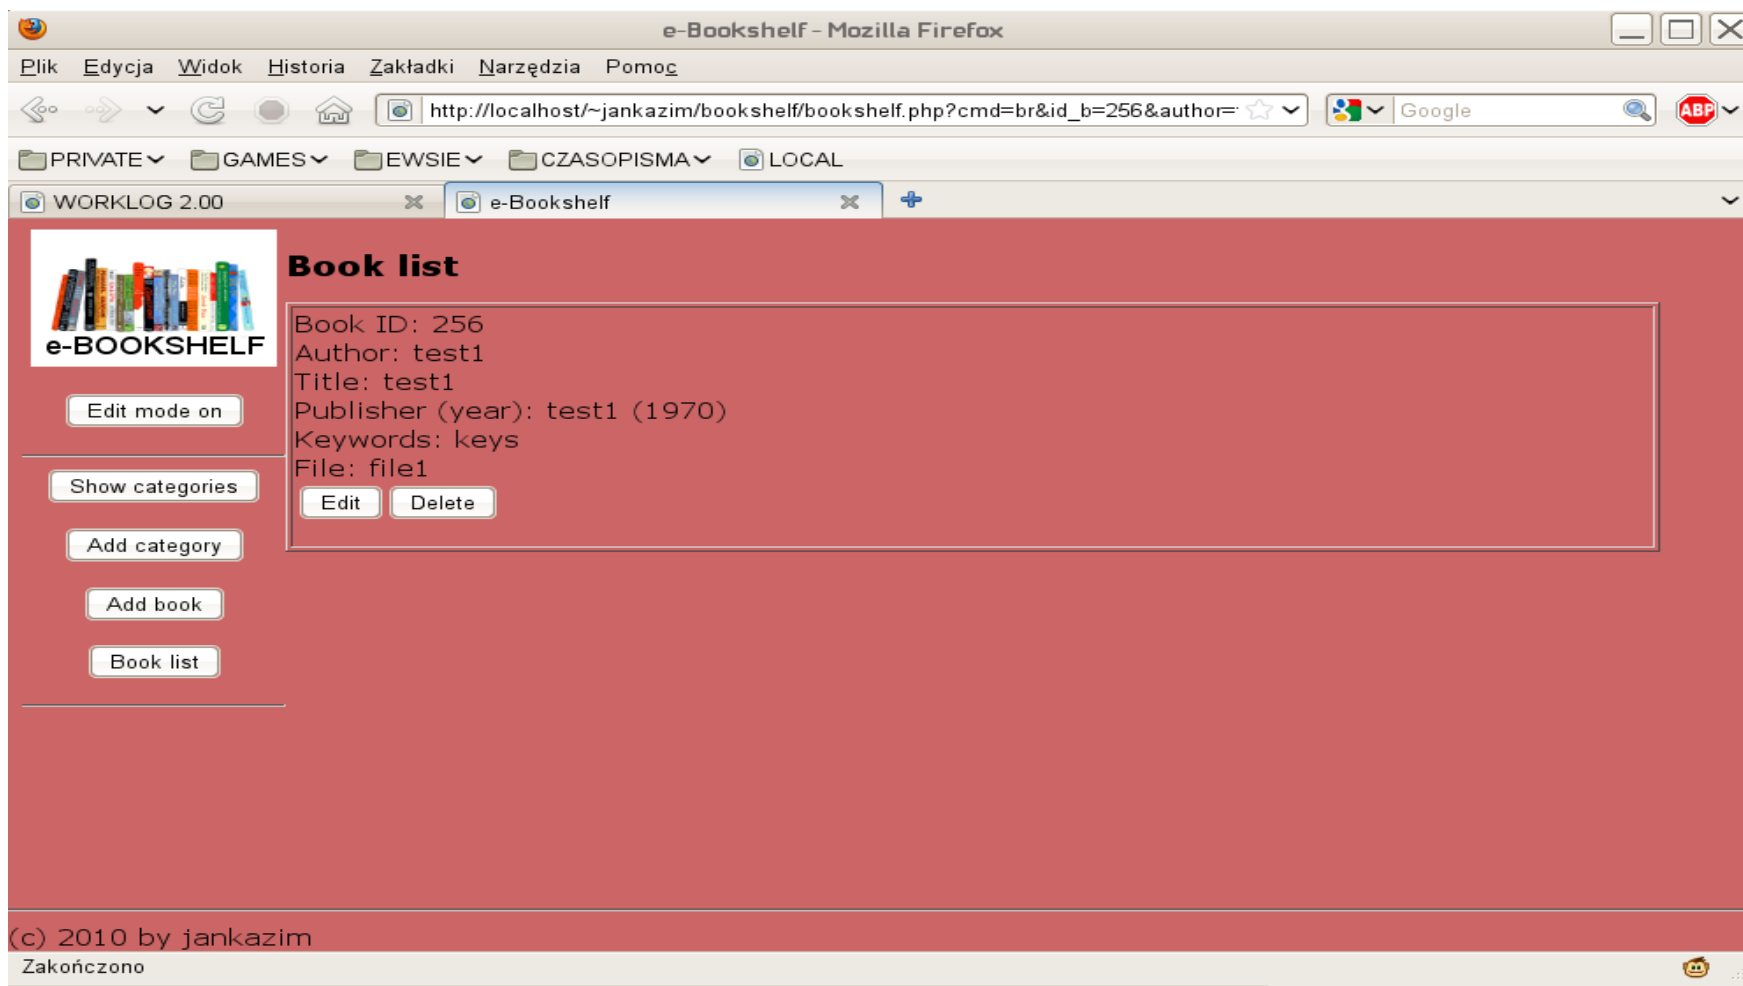 e-Bookshelf - Mozilla Firefox
Plik Edycja Widok Historia Zakładki Narzędzia Pomoc
http://localhost/~jankazim/bookshelf/bookshelf.php?cmd=br&id_b=256&author= Google ABP
PRIVATE GAMES EWSIE CZASOPISMA LOCAL
WORKLOG 2.00 e-Bookshelf
e-BOOKSHELF
Edit mode on
Show categories
Add category
Add book
Book list
Book list
Book ID: 256
Author: test1
Title: test1
Publisher (year): test1 (1970)
Keywords: keys
File: file1
Edit Delete
(c) 2010 by jankazim
Zakończono